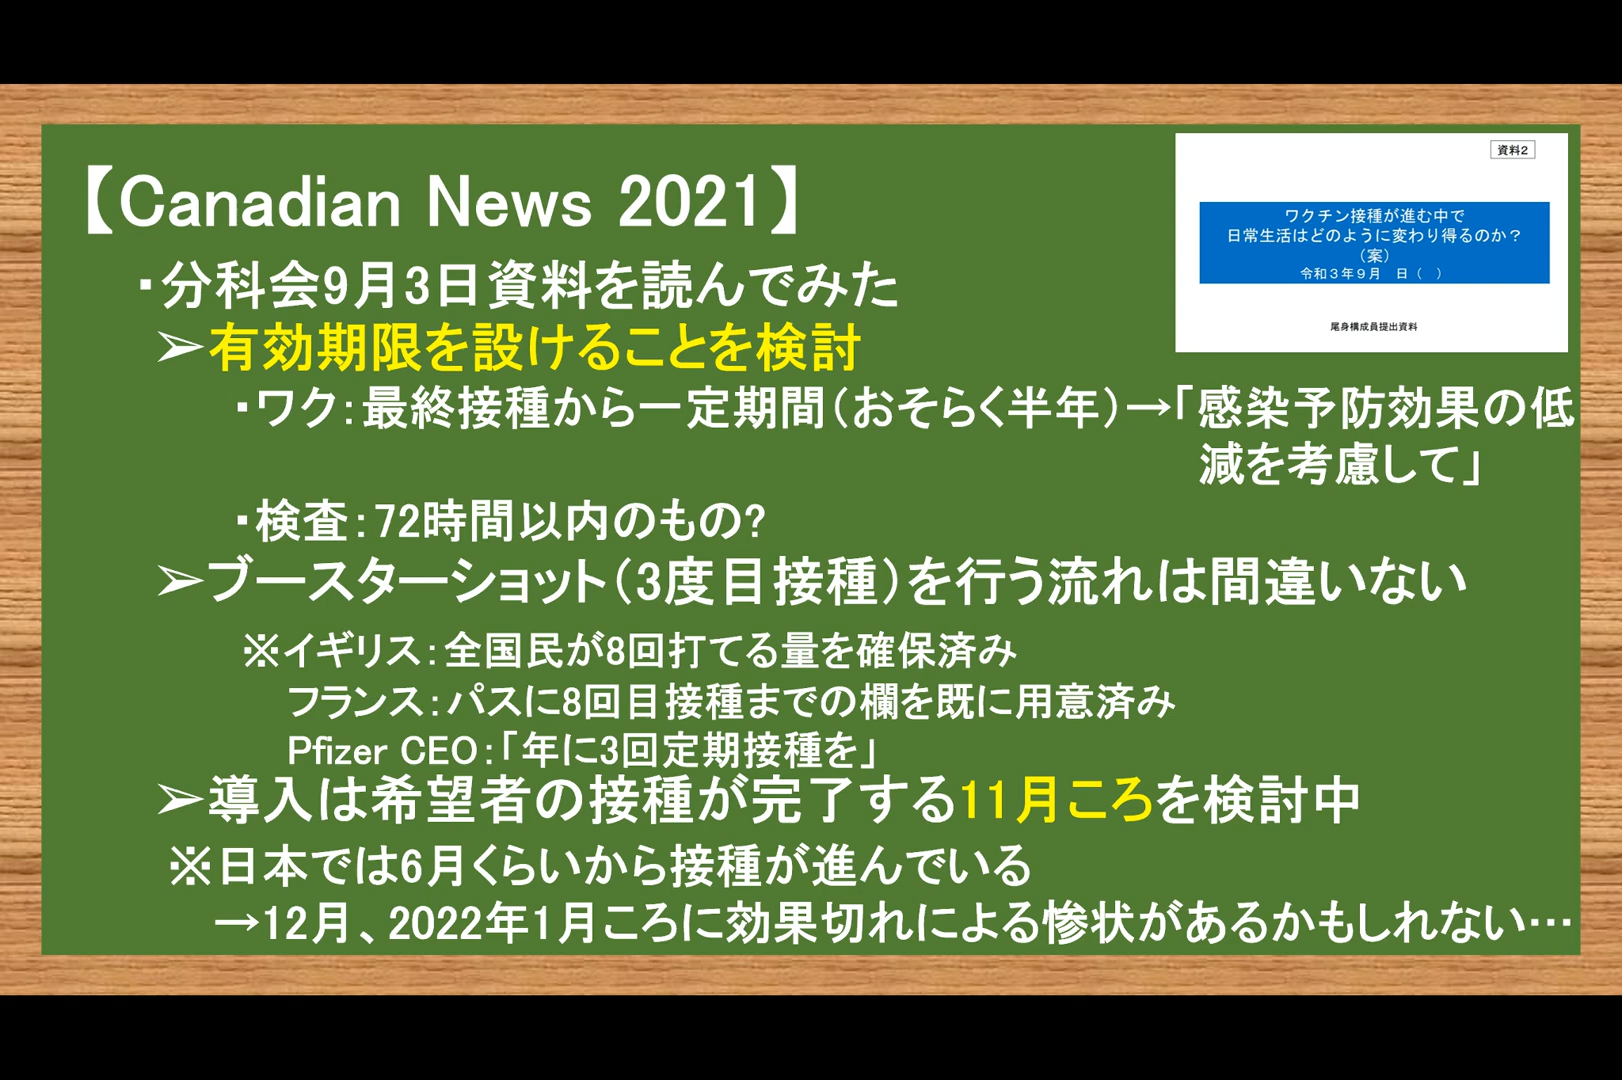 【Canadian News 2021】
・分科会9月3日資料を読んでみた
➢有効期限を設けることを検討
・ワク：最終接種から一定期間（おそらく半年）→「感染予防効果の低
減を考慮して」
・検査：72時間以内のもの?
➢ブースターショット（3度目接種）を行う流れは間違いない
※イギリス：全国民が8回打てる量を確保済み
フランス：パスに8回目接種までの欄を既に用意済み
Pfizer CEO：「年に3回定期接種を」
➢導入は希望者の接種が完了する11月ころを検討中
※日本では6月くらいから接種が進んでいる
→12月、2022年1月ころに効果切れによる惨状があるかもしれない…
資料2
ワクチン接種が進む中で
日常生活はどのように変わり得るのか？
（案）
令和３年９月　日（　）
尾身構成員提出資料